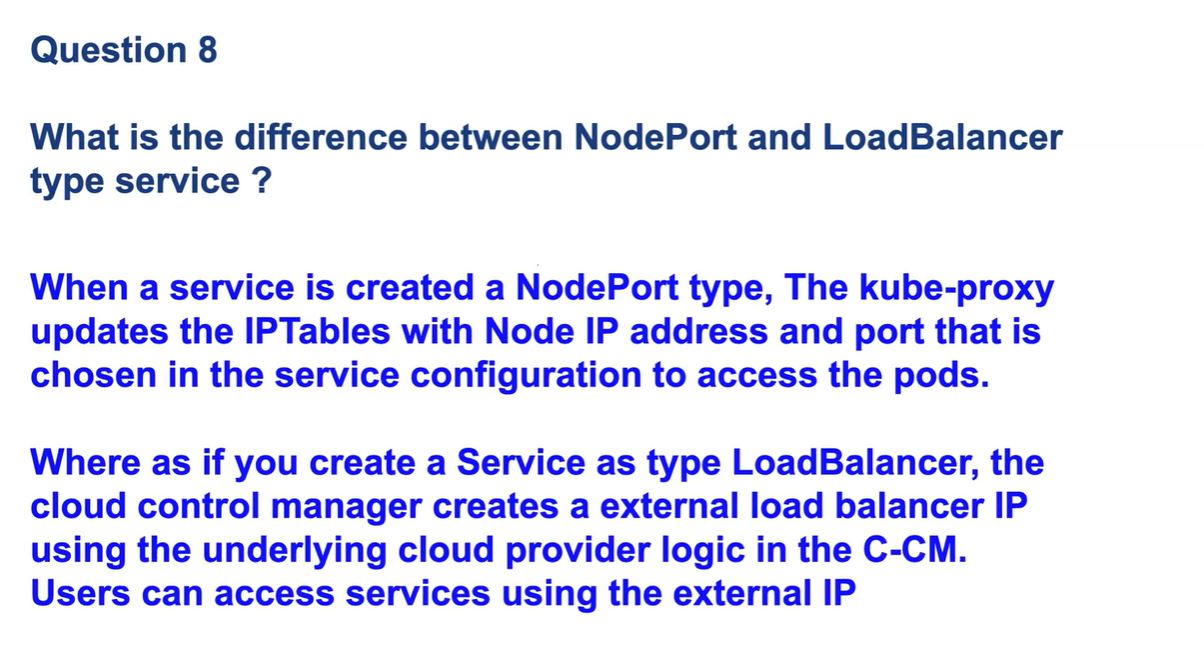 Question 8
What is the difference between NodePort and LoadBalancer
type service ?
When a service is created a NodePort type, The kube-proxy
updates the IPTables with Node IP address and port that is
chosen in the service configuration to access the pods.
Where as if you create a Service as type LoadBalancer, the
cloud control manager creates a external load balancer IP
using the underlying cloud provider logic in the C-CM.
Users can access services using the external IP